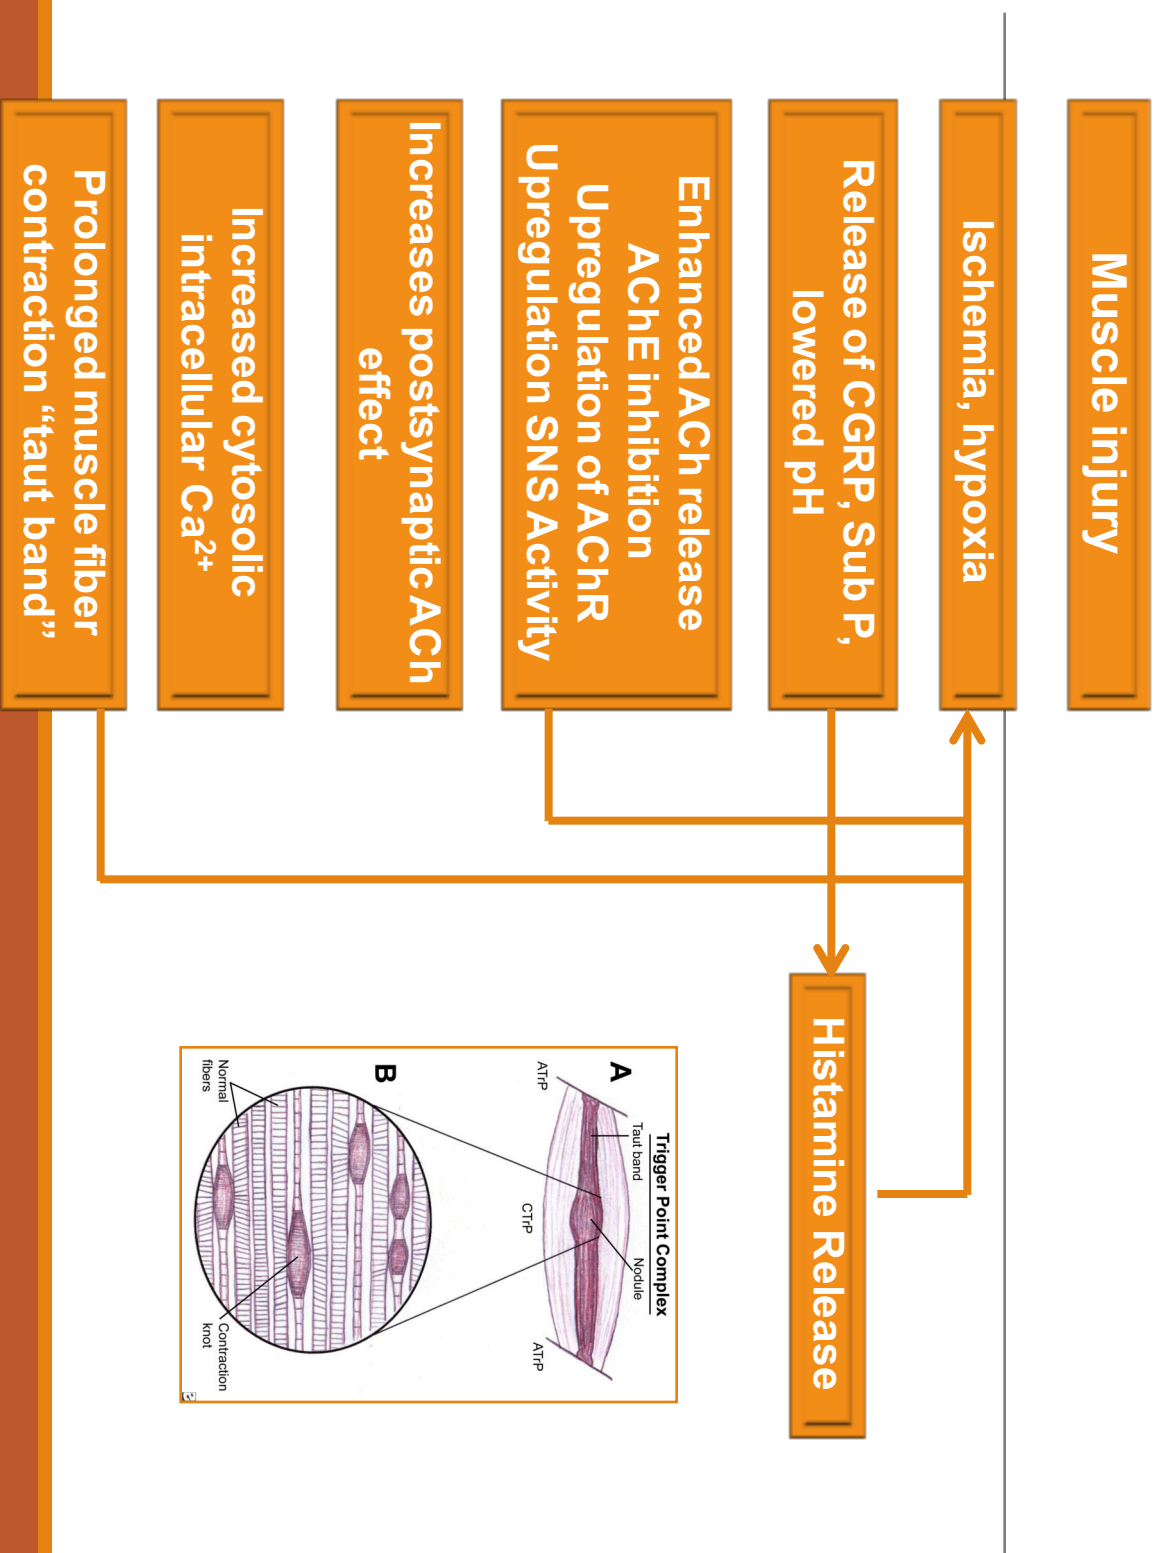 Muscle injury
Ischemia, hypoxia
Release of CGRP, Sub P,
lowered pH
Histamine Release
Enhanced ACh release
AChE inhibition
Upregulation of AChR
Upregulation SNS Activity
Increases postsynaptic ACh
effect
Increased cytosolic
intracellular Ca²⁺
Prolonged muscle fiber
contraction “taut band”
Trigger Point Complex
A
Taut band
Nodule
ATrP
CTrP
ATrP
B
Normal
fibers
Contraction
knot